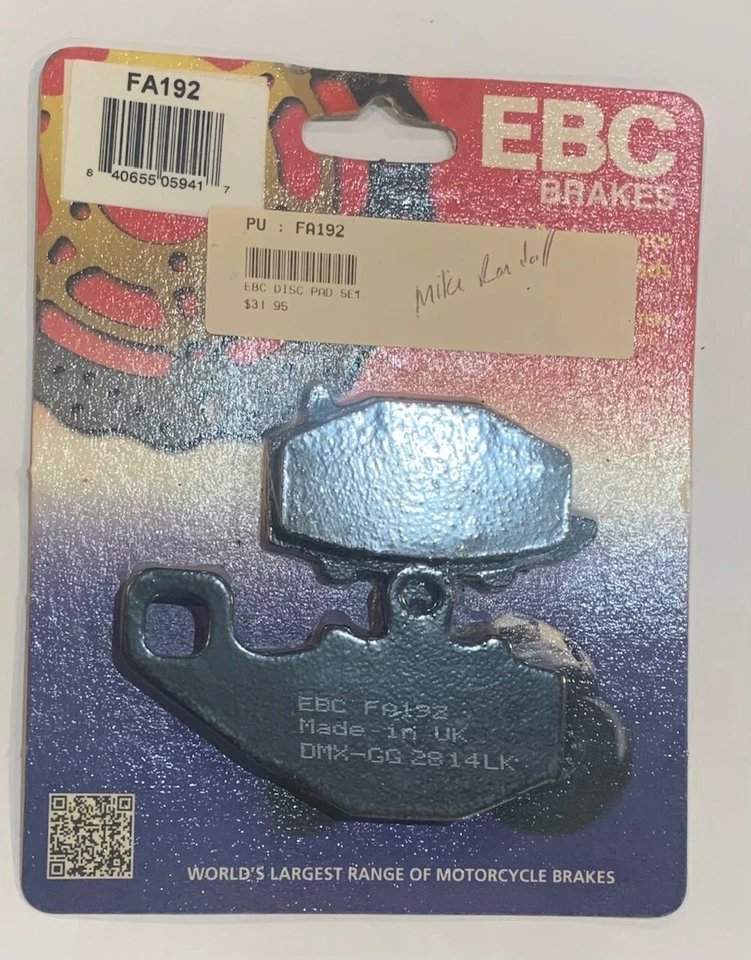 FA192
8 40655 05941 7
EBC
BRAKES
PU : FA192
EBC DISC PAD SET
$31 95
Mike Randall
EBC FA192
Made in UK
DMX-GG 2814LK
WORLD'S LARGEST RANGE OF MOTORCYCLE BRAKES